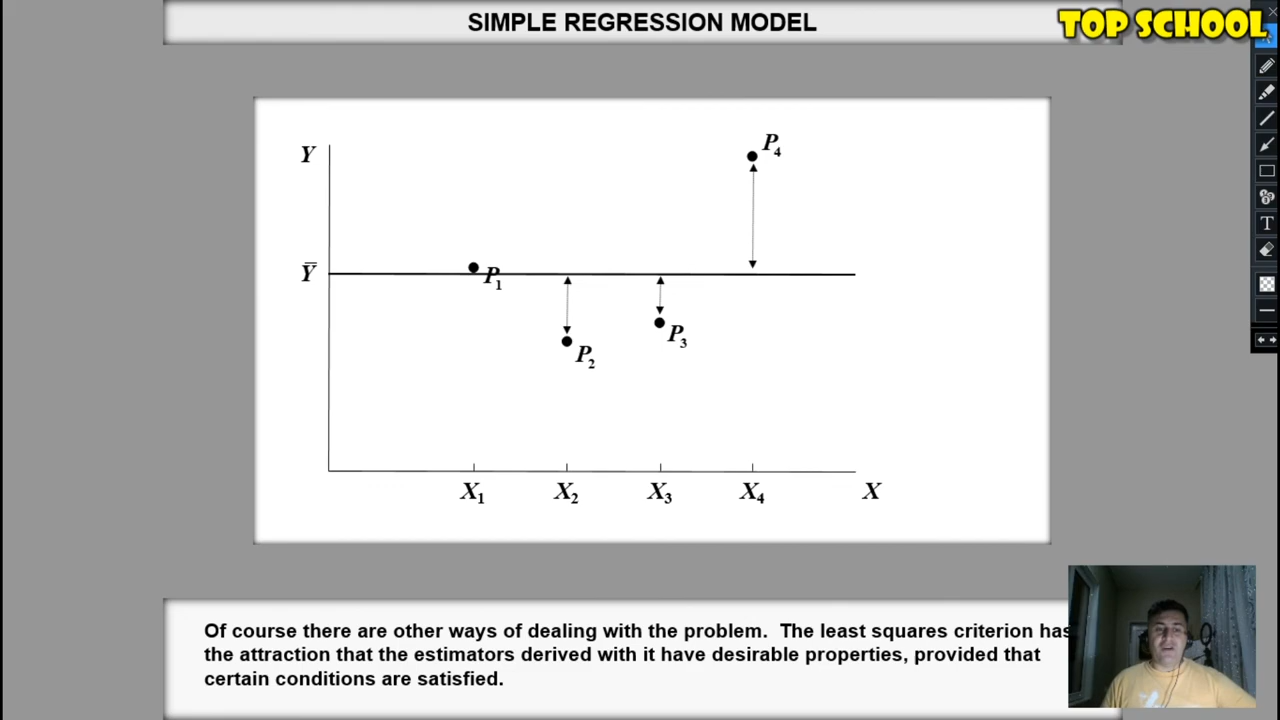 SIMPLE REGRESSION MODEL
TOP SCHOOL
Y
P4
Ȳ
P1
P3
P2
X1 X2 X3 X4 X
Of course there are other ways of dealing with the problem. The least squares criterion has
the attraction that the estimators derived with it have desirable properties, provided that
certain conditions are satisfied.
T